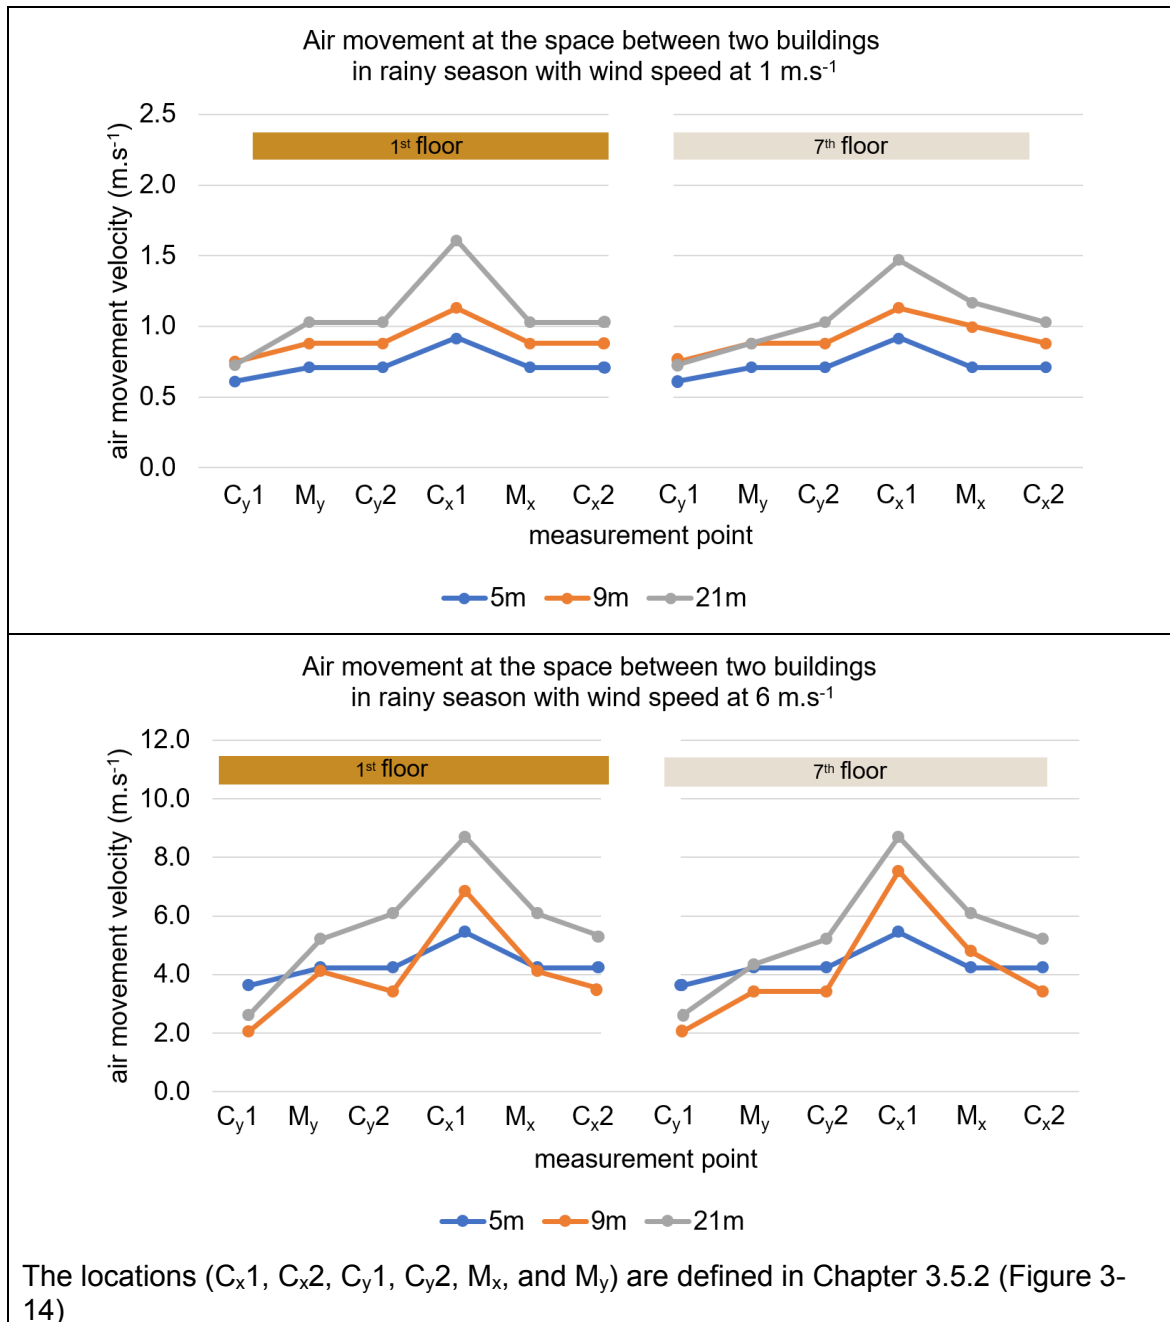 Air movement at the space between two buildings
in rainy season with wind speed at 1 m.s⁻¹
air movement velocity (m.s⁻¹)
2.5
2.0
1.5
1.0
0.5
0.0
1st floor
7th floor
Cy1 My Cy2 Cx1 Mx Cx2 Cy1 My Cy2 Cx1 Mx Cx2
measurement point
5m 9m 21m
Air movement at the space between two buildings
in rainy season with wind speed at 6 m.s⁻¹
air movement velocity (m.s⁻¹)
12.0
10.0
8.0
6.0
4.0
2.0
0.0
1st floor
7th floor
Cy1 My Cy2 Cx1 Mx Cx2 Cy1 My Cy2 Cx1 Mx Cx2
measurement point
5m 9m 21m
The locations (Cx1, Cx2, Cy1, Cy2, Mx, and My) are defined in Chapter 3.5.2 (Figure 3-
14)